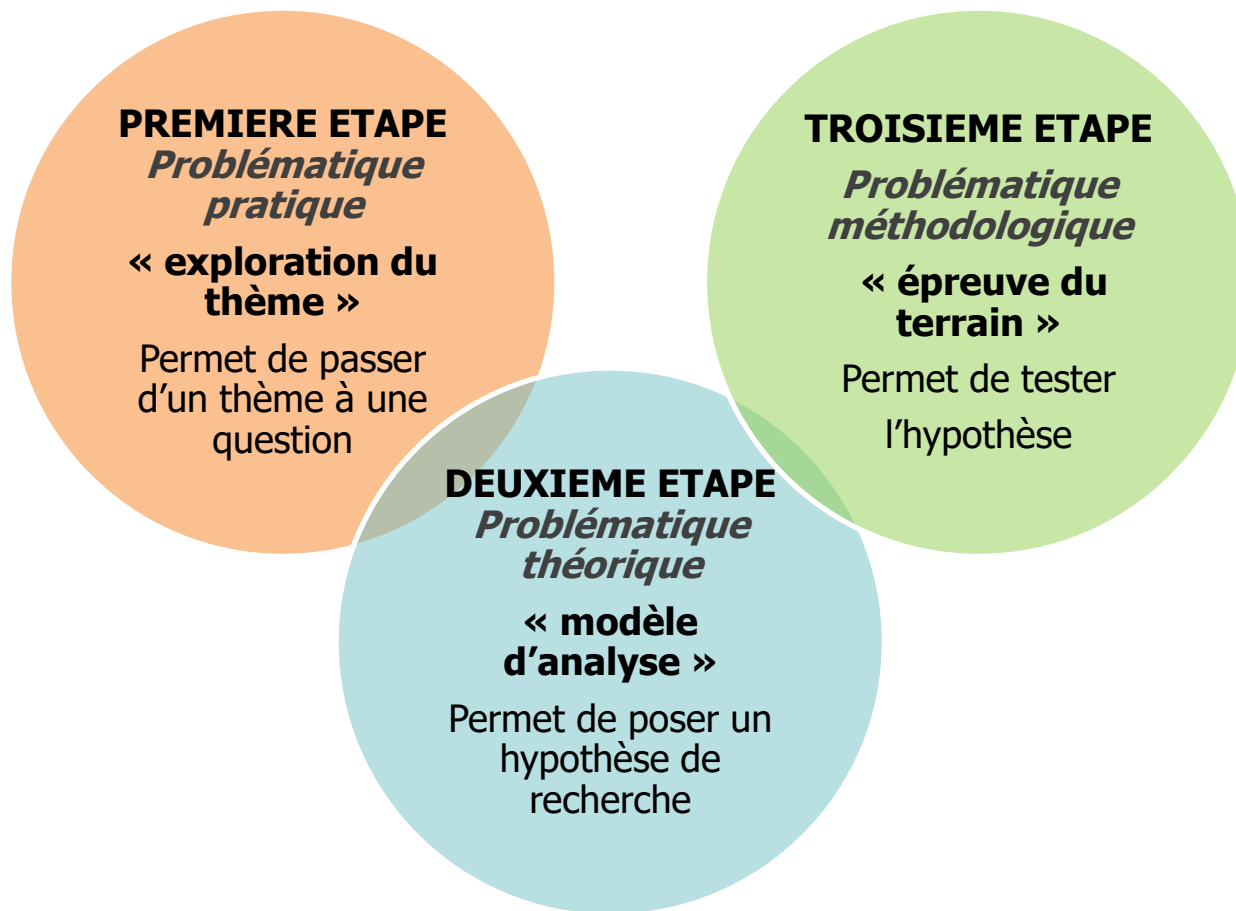 PREMIERE ETAPE
Problématique
pratique
« exploration du
thème »
Permet de passer
d’un thème à une
question
DEUXIEME ETAPE
Problématique
théorique
« modèle
d’analyse »
Permet de poser un
hypothèse de
recherche
TROISIEME ETAPE
Problématique
méthodologique
« épreuve du
terrain »
Permet de tester
l’hypothèse